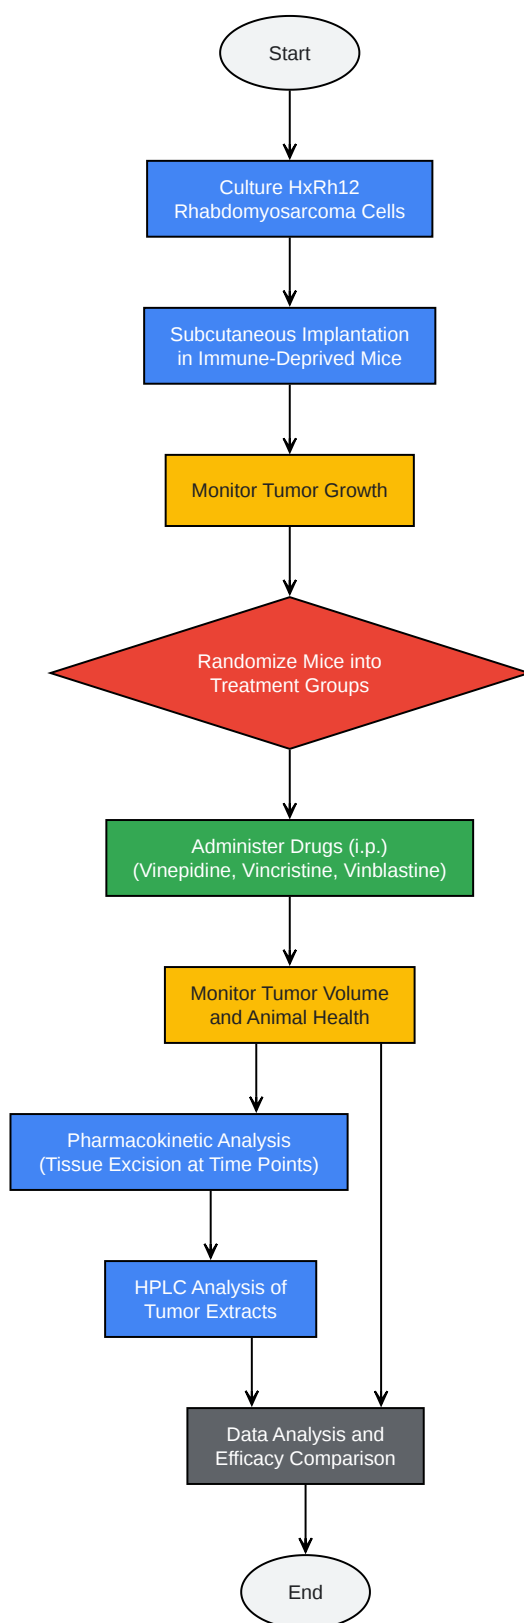 Start
Culture HxRh12
Rhabdomyosarcoma Cells
Subcutaneous Implantation
in Immune-Deprived Mice
Monitor Tumor Growth
Randomize Mice into
Treatment Groups
Administer Drugs (i.p.)
(Vinepidine, Vincristine, Vinblastine)
Monitor Tumor Volume
and Animal Health
Pharmacokinetic Analysis
(Tissue Excision at Time Points)
HPLC Analysis of
Tumor Extracts
Data Analysis and
Efficacy Comparison
End